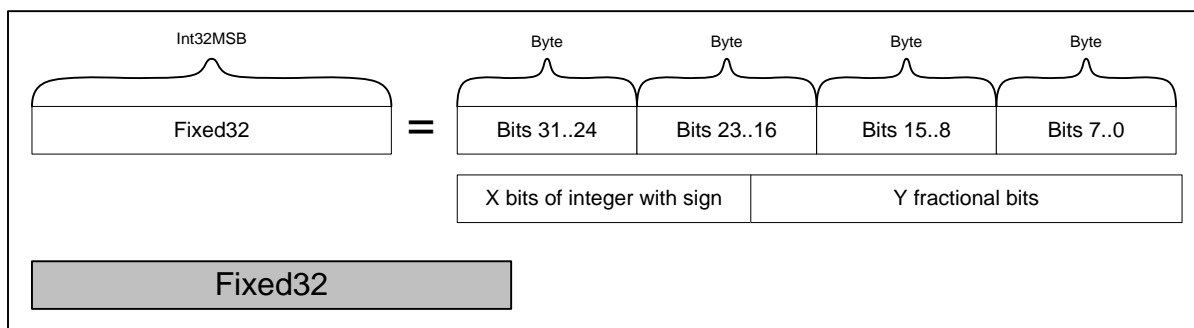 Int32MSB Byte Byte Byte Byte
Fixed32 = Bits 31..24 Bits 23..16 Bits 15..8 Bits 7..0
X bits of integer with sign Y fractional bits
Fixed32